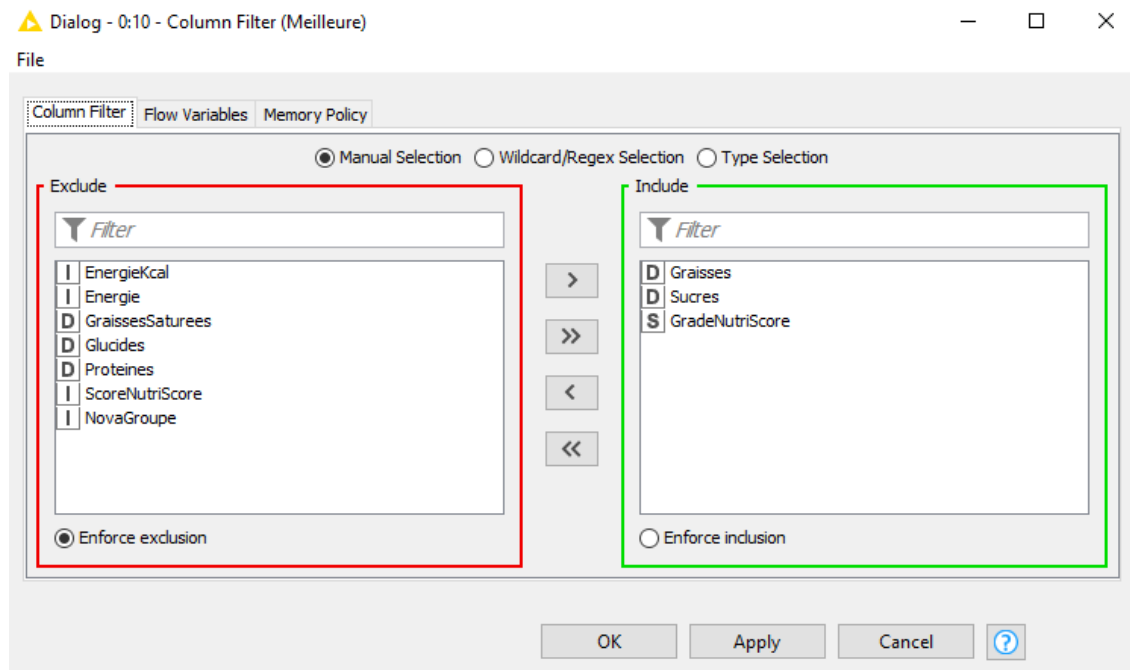 Dialog - 0:10 - Column Filter (Meilleure)
File
Column Filter Flow Variables Memory Policy
Manual Selection Wildcard/Regex Selection Type Selection
Exclude
Filter
I EnergieKcal
I Energie
D GraissesSaturees
D Glucides
D Proteines
I ScoreNutriScore
I NovaGroupe
Enforce exclusion
>
>>
<
<<
Include
Filter
D Graisses
D Sucres
S GradeNutriScore
Enforce inclusion
OK Apply Cancel ?